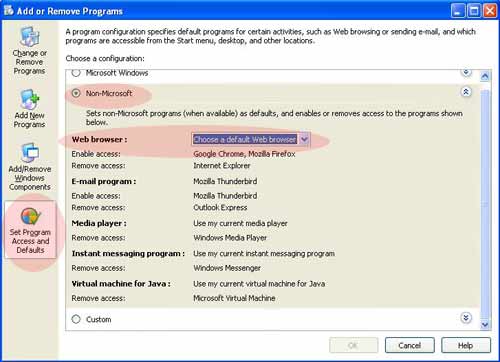 Add or Remove Programs
A program configuration specifies default programs for certain activities, such as Web browsing or sending e-mail, and which
programs are accessible from the Start menu, desktop, and other locations.
Change or
Remove
Programs
Add New
Programs
Add/Remove
Windows
Components
Set Program
Access and
Defaults
Choose a configuration:
Microsoft Windows
Non-Microsoft
Sets non-Microsoft programs (when available) as defaults, and enables or removes access to the programs shown
below.
Web browser : Choose a default Web browser
Enable access: Google Chrome, Mozilla Firefox
Remove access: Internet Explorer
E-mail program : Mozilla Thunderbird
Enable access: Mozilla Thunderbird
Remove access: Outlook Express
Media player : Use my current media player
Remove access: Windows Media Player
Instant messaging program : Use my current instant messaging program
Remove access: Windows Messenger
Virtual machine for Java : Use my current virtual machine for Java
Remove access: Microsoft Virtual Machine
Custom
OK Cancel Help